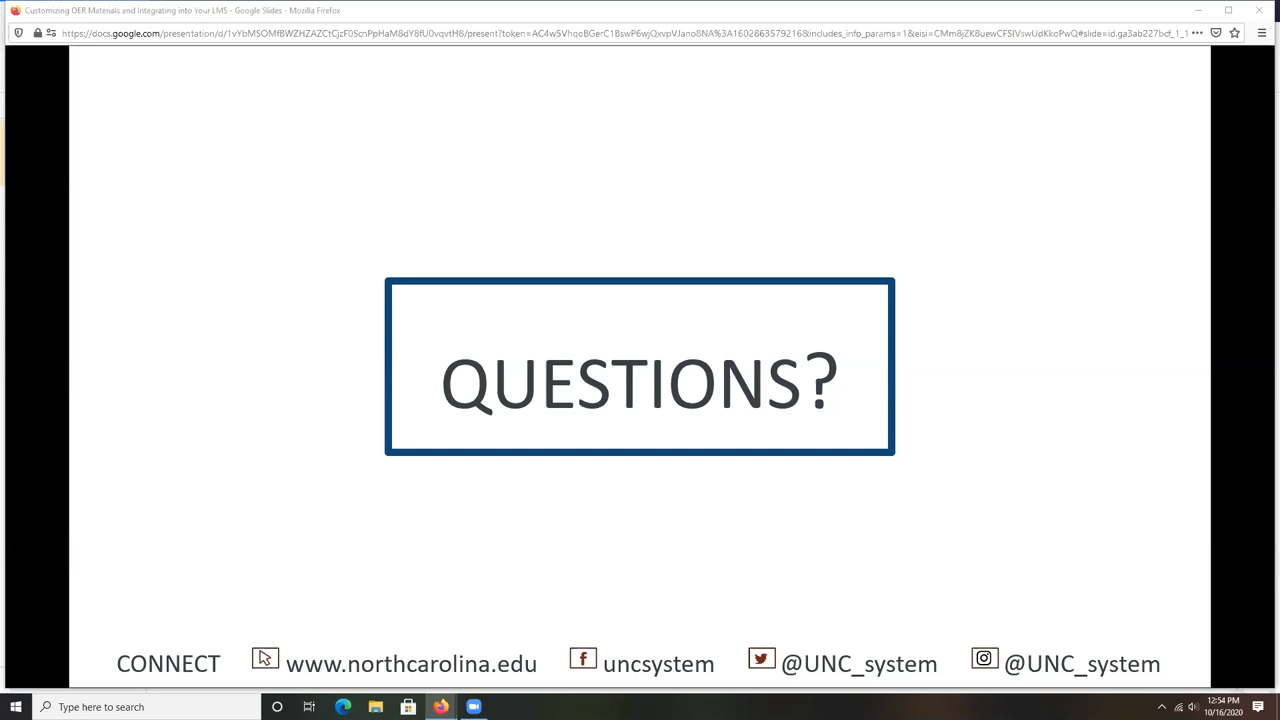 Customizing OER Materials and Integrating into Your LMS - Google Slides - Mozilla Firefox
QUESTIONS?
CONNECT www.northcarolina.edu uncsystem @UNC_system @UNC_system
Type here to search
12:54 PM
10/16/2020